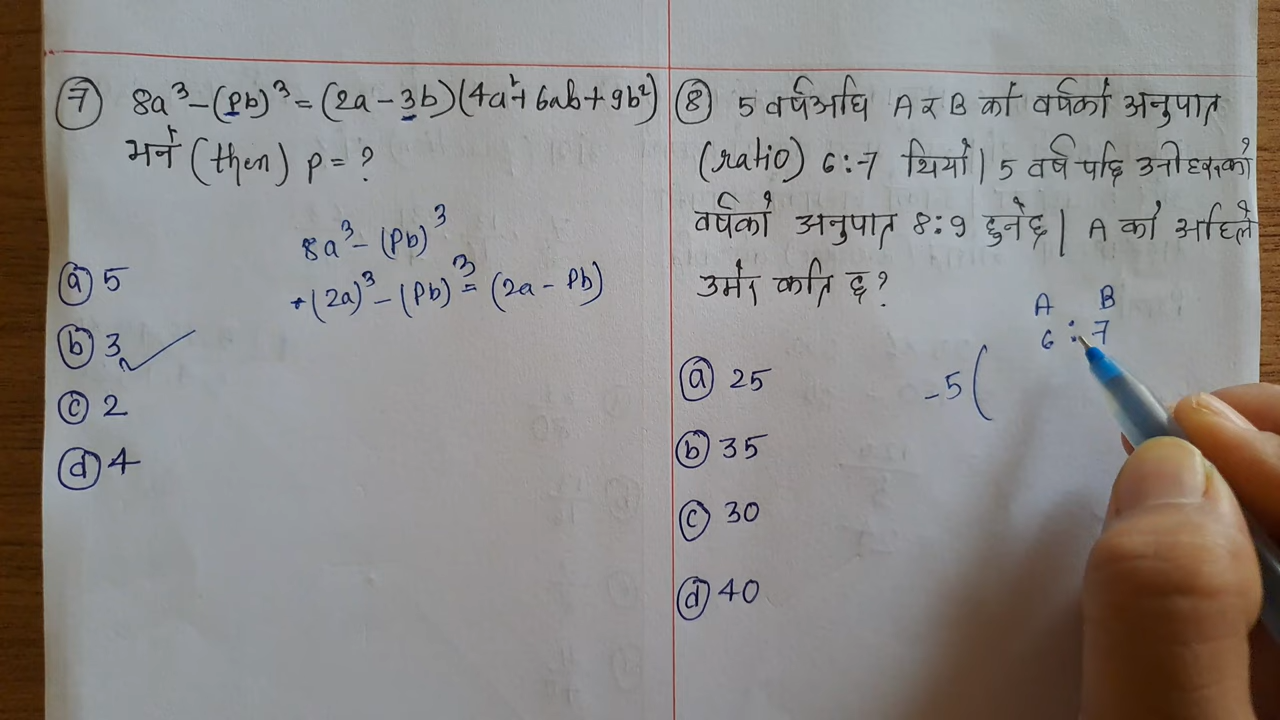 ⑦ 8a³-(Pb)³=(2a-3b)(4a²+6ab+9b²)
भने (then) p=?
8a³-(Pb)³
(2a)³-(Pb)³=(2a-Pb)
ⓐ 5
ⓑ 3
ⓒ 2
ⓓ 4
⑧ 5 वर्षअघि A र B को वर्षको अनुपात
(ratio) 6:7 थियो। 5 वर्ष पछि उनीहरुको
वर्षको अनुपात 8:9 हुनेछ। A को अहिले
उमेर कति छ?
A B
6 : 7
-5(
ⓐ 25
ⓑ 35
ⓒ 30
ⓓ 40